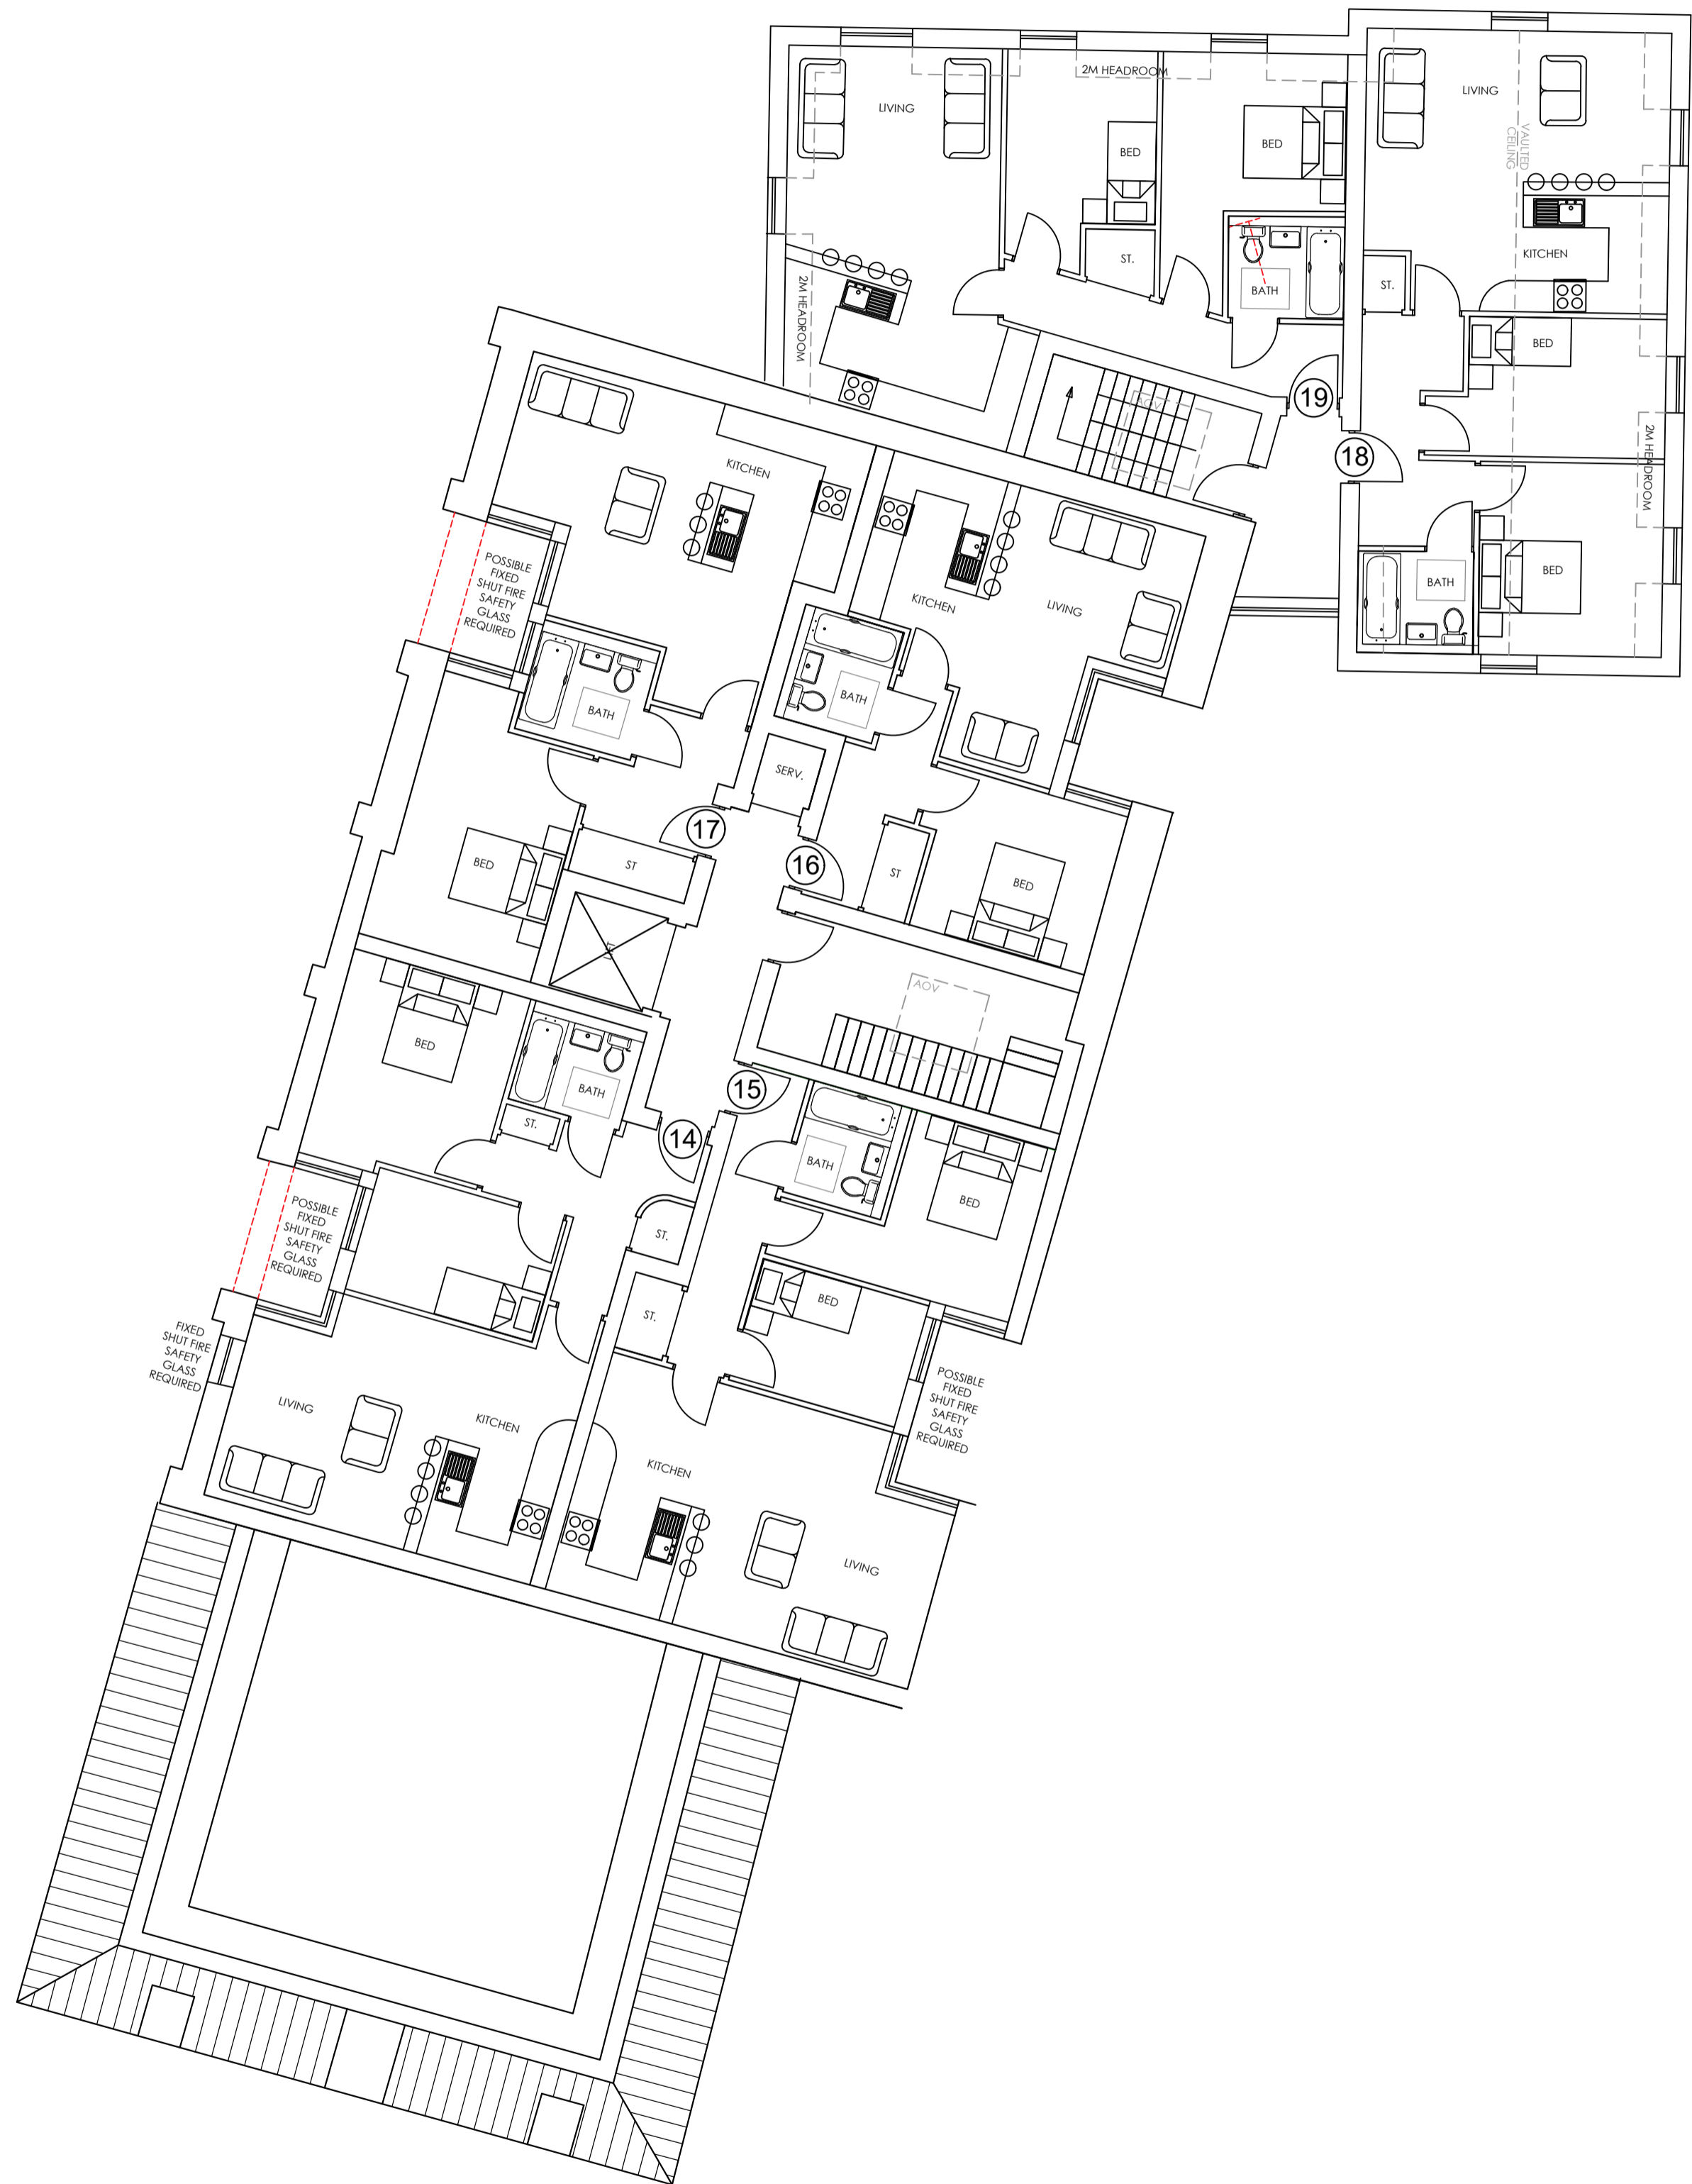 2M HEADROOM
LIVING
LIVING
BED
BED
VAULTED
CEILING
ST.
BATH
KITCHEN
ST.
2M HEADROOM
BED
19
AOV
18
2M HEADROOM
KITCHEN
BATH
BED
POSSIBLE
FIXED
SHUT FIRE
SAFETY
GLASS
REQUIRED
KITCHEN
LIVING
BATH
BATH
SERV.
17
16
BED
ST
ST
BED
AOV
BED
BATH
15
ST.
14
BATH
BED
POSSIBLE
FIXED
SHUT FIRE
SAFETY
GLASS
REQUIRED
ST.
ST.
BED
FIXED
SHUT FIRE
SAFETY
GLASS
REQUIRED
POSSIBLE
FIXED
SHUT FIRE
SAFETY
GLASS
REQUIRED
LIVING
KITCHEN
KITCHEN
LIVING